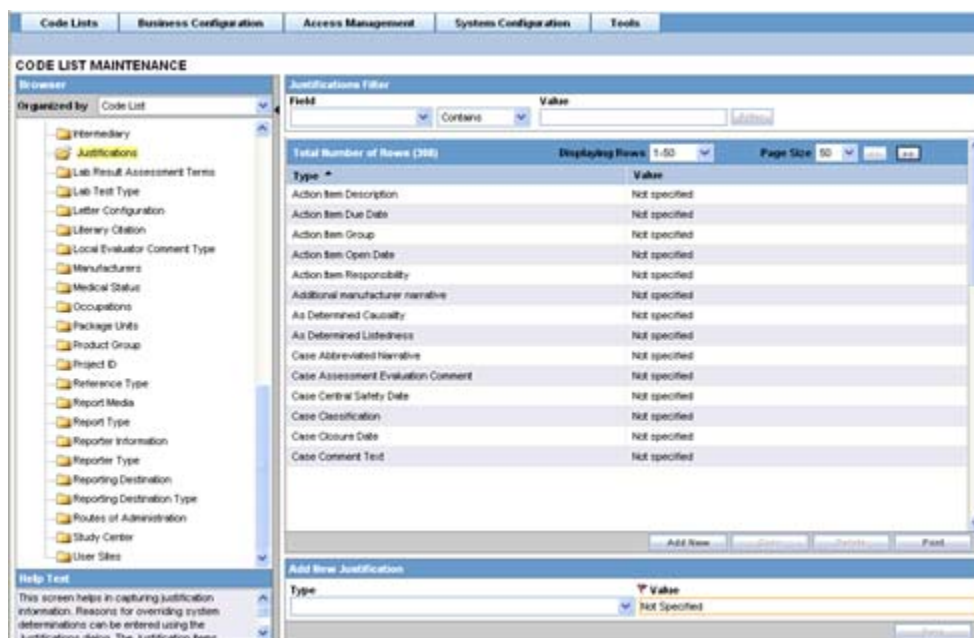 Code Lists Business Configuration Access Management System Configuration Tools
CODE LIST MAINTENANCE
Browser
Organized by Code List
Intermediary
Justifications
Lab Result Assessment Terms
Lab Test Type
Letter Configuration
Literary Citation
Local Evaluator Comment Type
Manufacturers
Medical Status
Occupations
Package Units
Product Group
Project ID
Reference Type
Report Media
Report Type
Reporter Information
Reporter Type
Reporting Destination
Reporting Destination Type
Routes of Administration
Study Center
User Sites
Help Text
This screen helps in capturing justification
information. Reasons for overriding system
determinations can be entered using the
Justifications dialog. The Justification items
Justifications Filter
Field Value
Contains
Total Number of Rows (308) Displaying Rows 1-50 Page Size 50
Type Value
Action Item Description Not specified
Action Item Due Date Not specified
Action Item Group Not specified
Action Item Open Date Not specified
Action Item Responsibility Not specified
Additional manufacturer narrative Not specified
As Determined Causality Not specified
As Determined Listedness Not specified
Case Abbreviated Narrative Not specified
Case Assessment Evaluation Comment Not specified
Case Central Safety Date Not specified
Case Classification Not specified
Case Closure Date Not specified
Case Comment Text Not specified
Add New Print
Add New Justification
Type Value
Not Specified